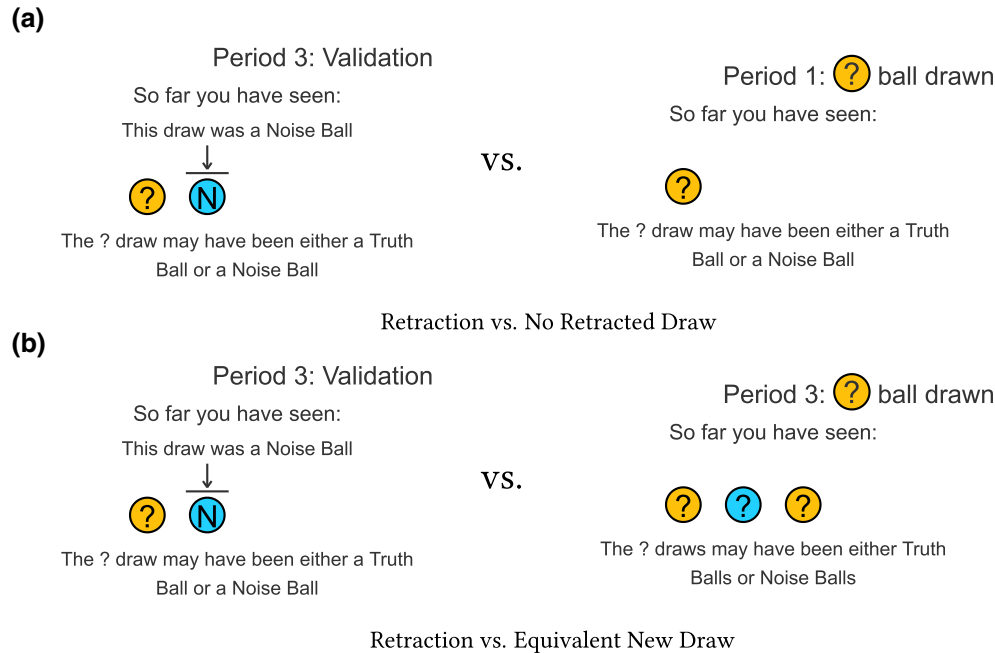 (a)
Period 3: Validation
So far you have seen:
This draw was a Noise Ball
? N
The ? draw may have been either a Truth
Ball or a Noise Ball
vs.
Period 1: ? ball drawn
So far you have seen:
?
The ? draw may have been either a Truth
Ball or a Noise Ball
Retraction vs. No Retracted Draw
(b)
Period 3: Validation
So far you have seen:
This draw was a Noise Ball
? N
The ? draw may have been either a Truth
Ball or a Noise Ball
vs.
Period 3: ? ball drawn
So far you have seen:
? ? ?
The ? draws may have been either Truth
Balls or Noise Balls
Retraction vs. Equivalent New Draw